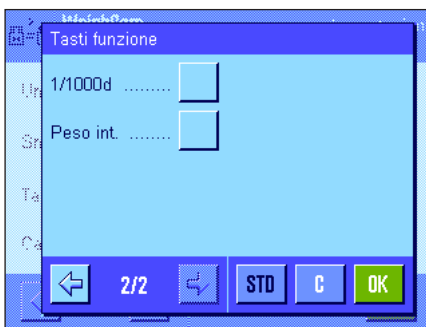 Tasti funzione
1/1000d .........
Peso int. ........
2/2 STD C OK